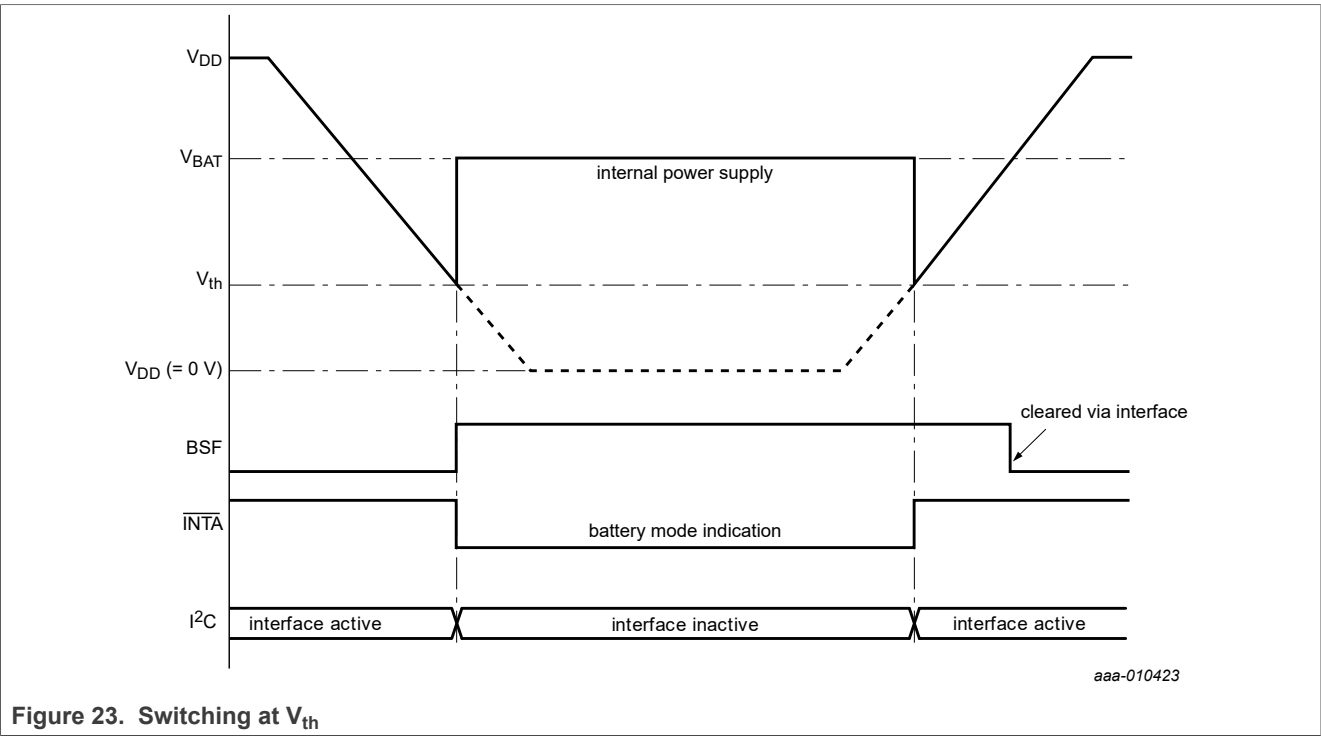 VDD
VBAT
internal power supply
Vth
VDD (= 0 V)
cleared via interface
BSF
INTA
battery mode indication
I2C
interface active
interface inactive
interface active
aaa-010423
Figure 23. Switching at Vth